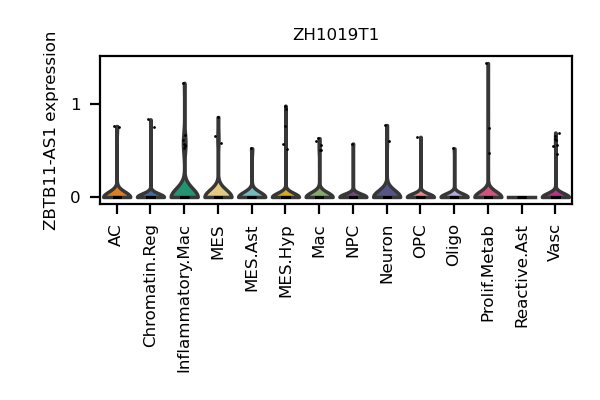 ZH1019T1
ZBTB11-AS1 expression
1
0
AC
Chromatin.Reg
Inflammatory.Mac
MES
MES.Ast
MES.Hyp
Mac
NPC
Neuron
OPC
Oligo
Prolif.Metab
Reactive.Ast
Vasc